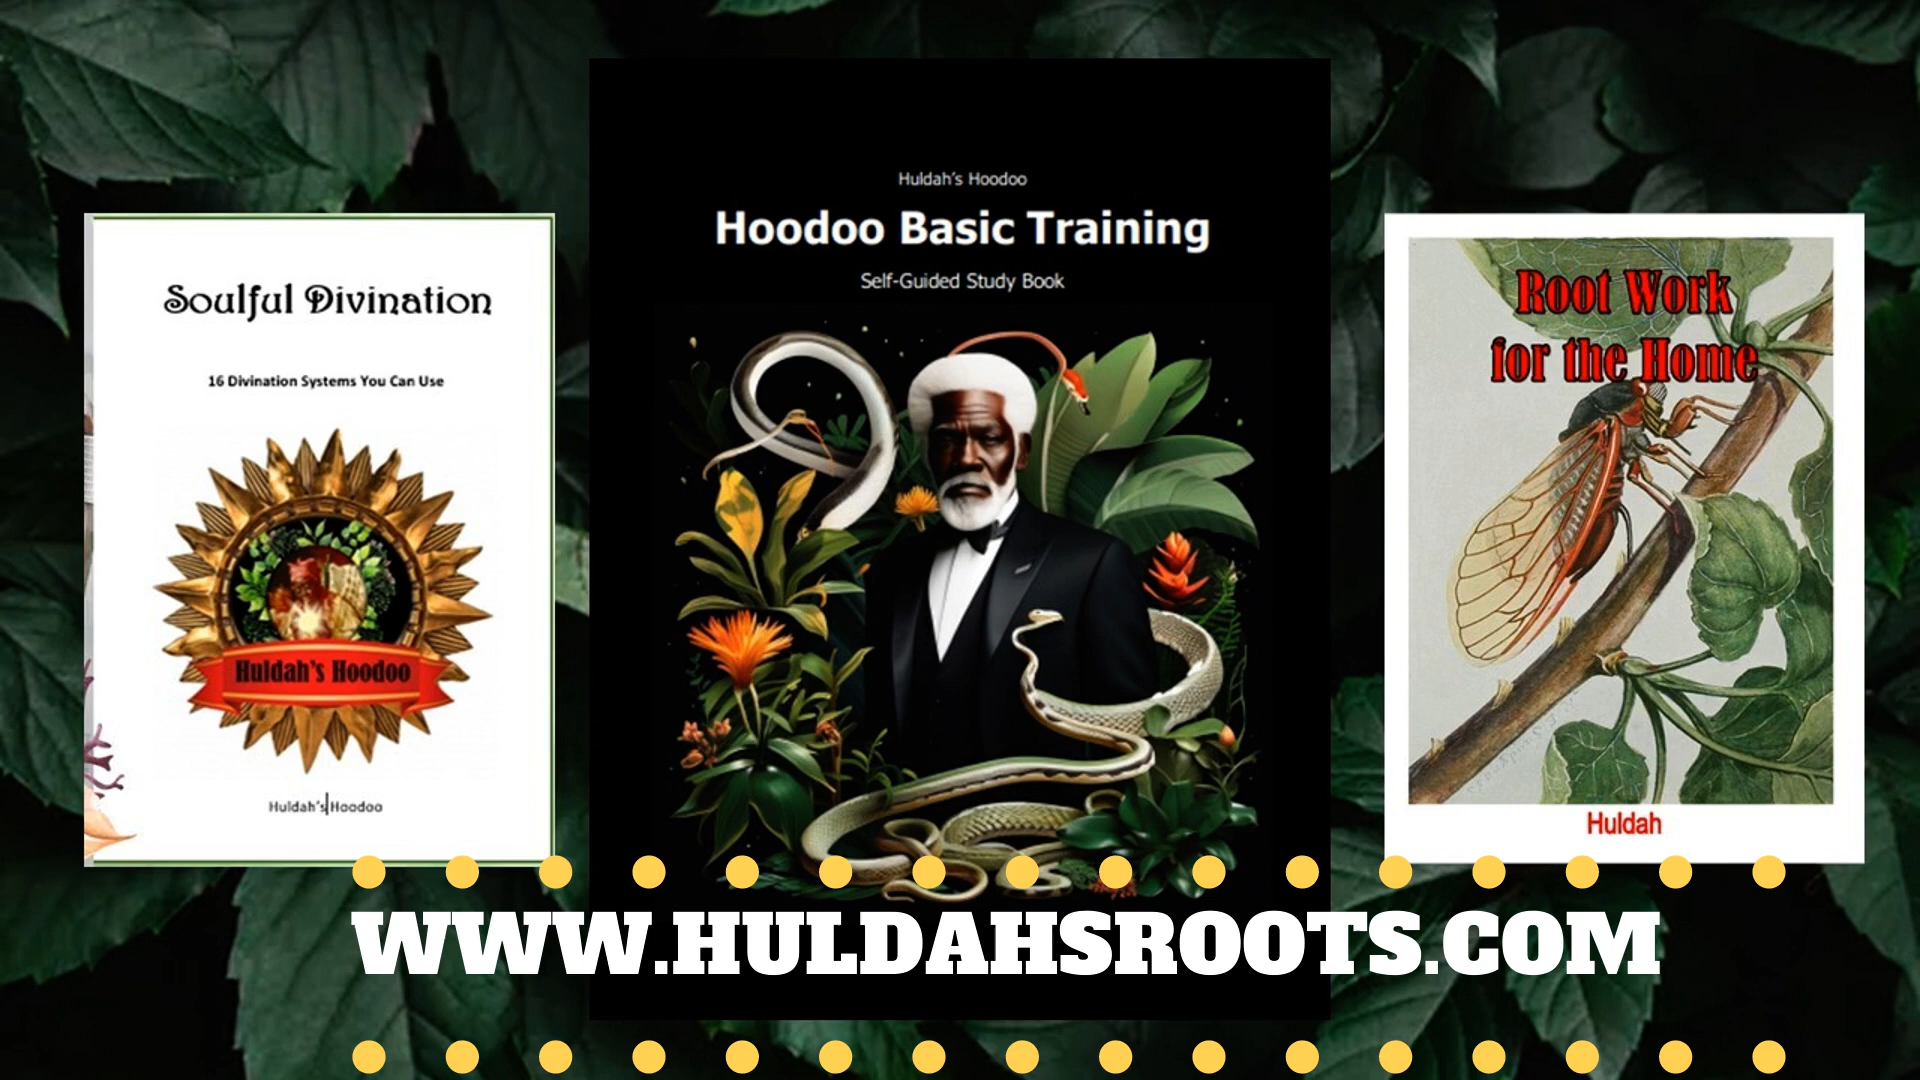 Soulful Divination
16 Divination Systems You Can Use
Huldah's Hoodoo
Huldah's Hoodoo
Huldah's Hoodoo
Hoodoo Basic Training
Self-Guided Study Book
Root Work
for the Home
Huldah
WWW.HULDAHSROOTS.COM